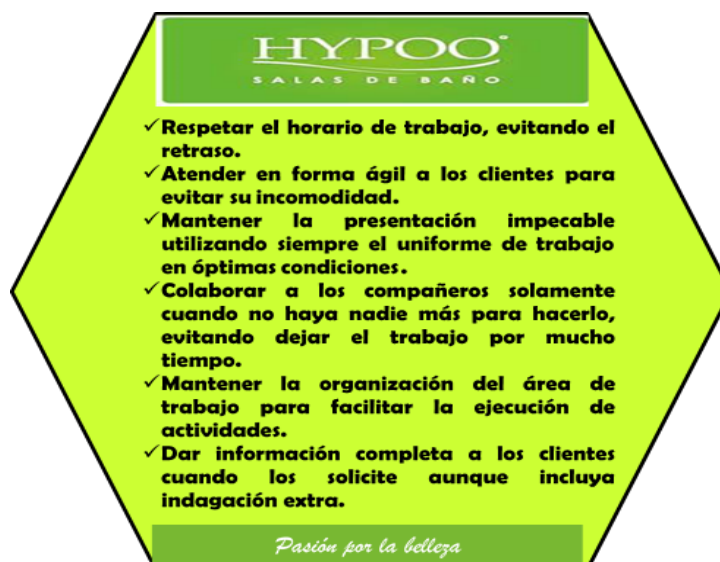 HYPOO°
SALAS DE BAÑO
✓Respetar el horario de trabajo, evitando el
retraso.
✓Atender en forma ágil a los clientes para
evitar su incomodidad.
✓Mantener la presentación impecable
utilizando siempre el uniforme de trabajo
en óptimas condiciones.
✓Colaborar a los compañeros solamente
cuando no haya nadie más para hacerlo,
evitando dejar el trabajo por mucho
tiempo.
✓Mantener la organización del área de
trabajo para facilitar la ejecución de
actividades.
✓Dar información completa a los clientes
cuando los solicite aunque incluya
indagación extra.
Pasión por la belleza